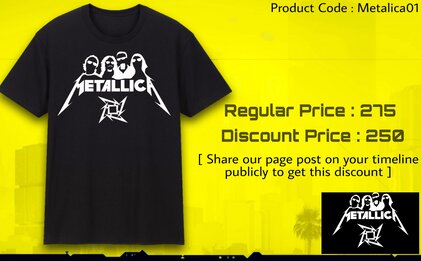 Product Code : Metalica01
METALLICA
Regular Price : 275
Discount Price : 250
[ Share our page post on your timeline
publicly to get this discount ]
METALLICA